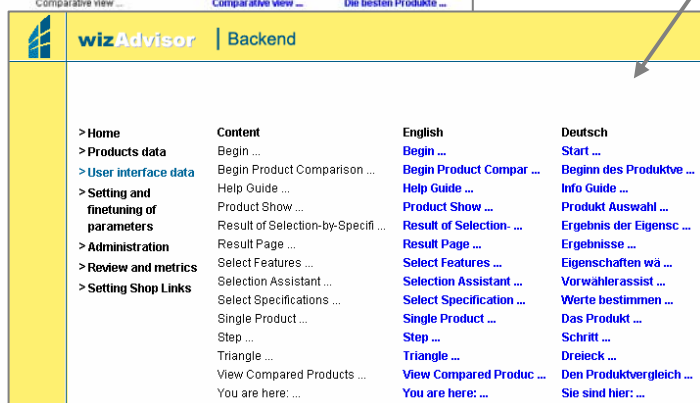 Comparative view ... Comparative view ... Die besten Produkte ...
wizAdvisor | Backend
> Home
> Products data
> User interface data
> Setting and
finetuning of
parameters
> Administration
> Review and metrics
> Setting Shop Links
Content English Deutsch
Begin ... Begin ... Start ...
Begin Product Comparison ... Begin Product Compar ... Beginn des Produktve ...
Help Guide ... Help Guide ... Info Guide ...
Product Show ... Product Show ... Produkt Auswahl ...
Result of Selection-by-Specifi ... Result of Selection- ... Ergebnis der Eigensc ...
Result Page ... Result Page ... Ergebnisse ...
Select Features ... Select Features ... Eigenschaften wä ...
Selection Assistant ... Selection Assistant ... Vorwählerassist ...
Select Specifications ... Select Specification ... Werte bestimmen ...
Single Product ... Single Product ... Das Produkt ...
Step ... Step ... Schritt ...
Triangle ... Triangle ... Dreieck ...
View Compared Products ... View Compared Produc ... Den Produktvergleich ...
You are here: ... You are here: ... Sie sind hier: ...